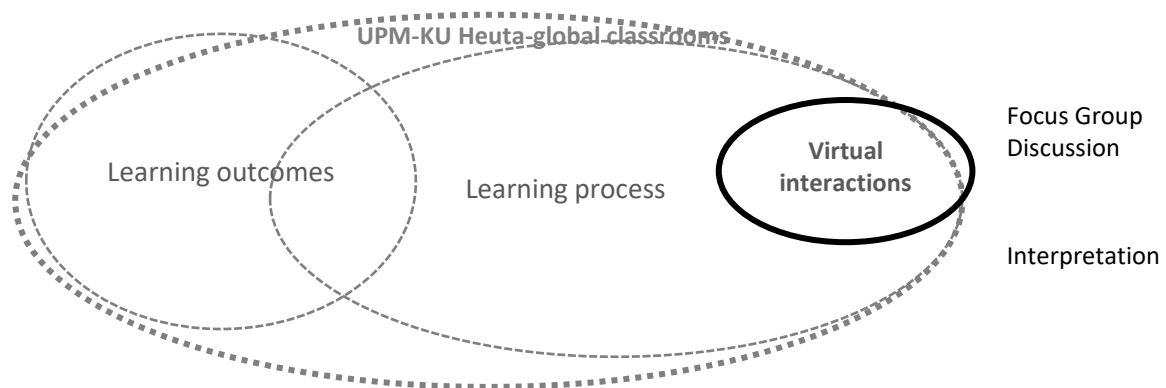 UPM-KU Heuta-global classrooms
Learning outcomes
Learning process
Virtual
interactions
Focus Group
Discussion
Interpretation